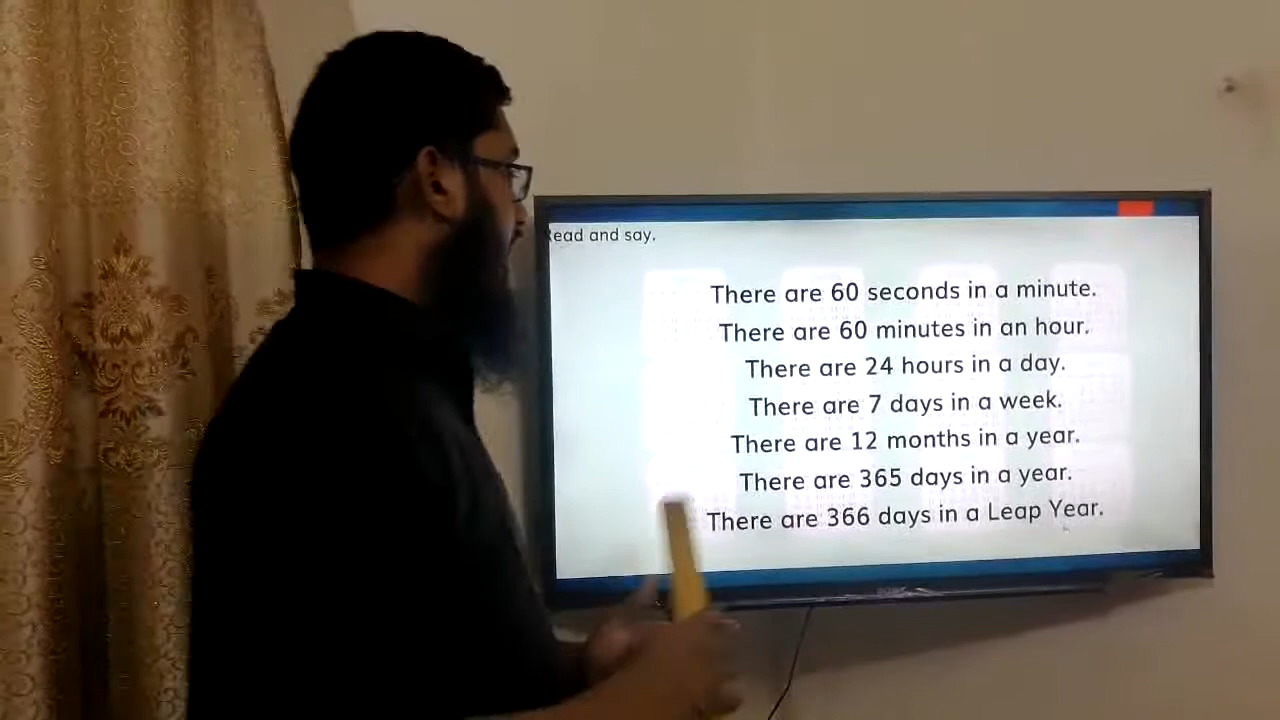 Read and say.
There are 60 seconds in a minute.
There are 60 minutes in an hour.
There are 24 hours in a day.
There are 7 days in a week.
There are 12 months in a year.
There are 365 days in a year.
There are 366 days in a Leap Year.